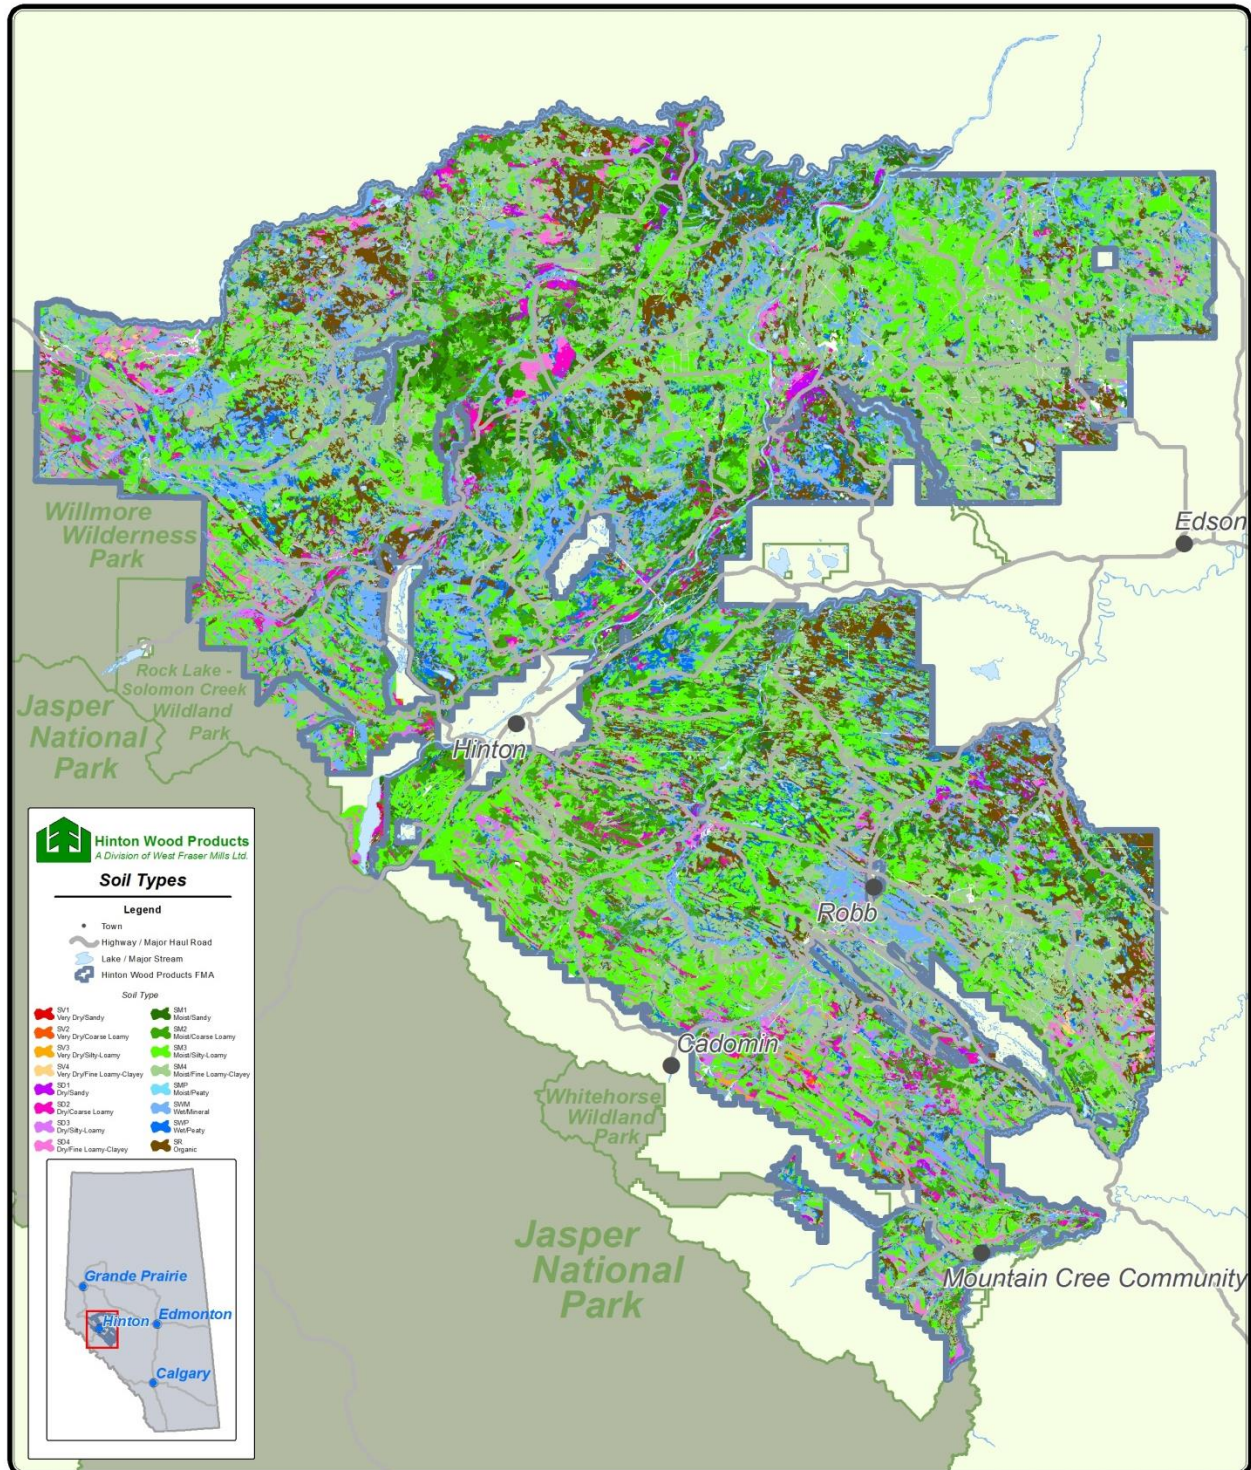 Edson
Willmore
Wilderness
Park
Rock Lake -
Solomon Creek
Wildland
Park
Jasper
National
Park
Hinton
Robb
Cadomin
Whitehorse
Wildland
Park
Jasper
National
Park
Mountain Cree Community
Hinton Wood Products
A Division of West Fraser Mills Ltd.
Soil Types
Legend
Town
Highway / Major Haul Road
Lake / Major Stream
Hinton Wood Products FMA
Soil Type
SV1
Very Dry/Sandy
SV2
Very Dry/Coarse Loamy
SV3
Very Dry/Silty-Loamy
SV4
Very Dry/Fine Loamy-Clayey
SD1
Dry/Sandy
SD2
Dry/Coarse Loamy
SD3
Dry/Silty-Loamy
SD4
Dry/Fine Loamy-Clayey
SM1
Moist/Sandy
SM2
Moist/Coarse Loamy
SM3
Moist/Silty-Loamy
SM4
Moist/Fine Loamy-Clayey
SMP
Moist/Peaty
SWM
Wet/Mineral
SWP
Wet/Peaty
SR
Organic
Grande Prairie
Hinton
Edmonton
Calgary